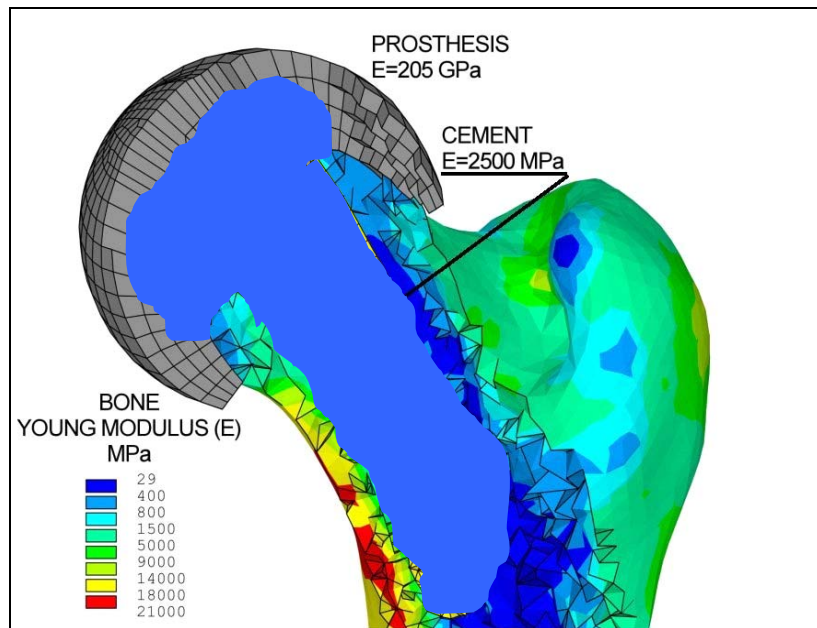 PROSTHESIS
E=205 GPa
CEMENT
E=2500 MPa
BONE
YOUNG MODULUS (E)
MPa
29
400
800
1500
5000
9000
14000
18000
21000